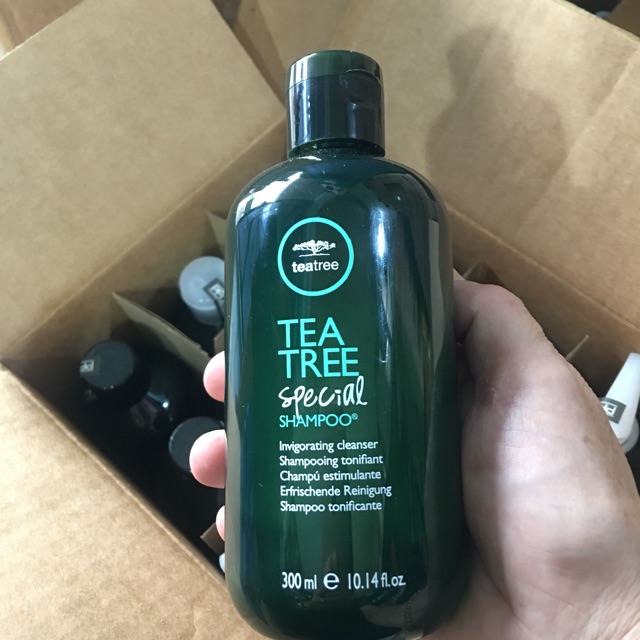 teatree
TEA
TREE
special
SHAMPOO®
Invigorating cleanser
Shampooing tonifiant
Champú estimulante
Erfrischende Reinigung
Shampoo tonificante
300 ml ℮ 10.14 fl.oz.